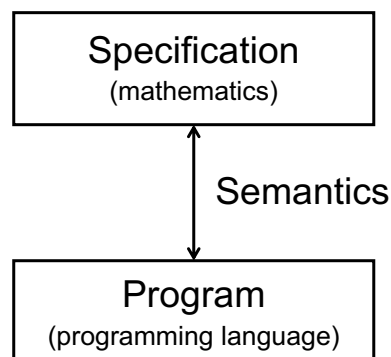 Specification
(mathematics)
Semantics
Program
(programming language)